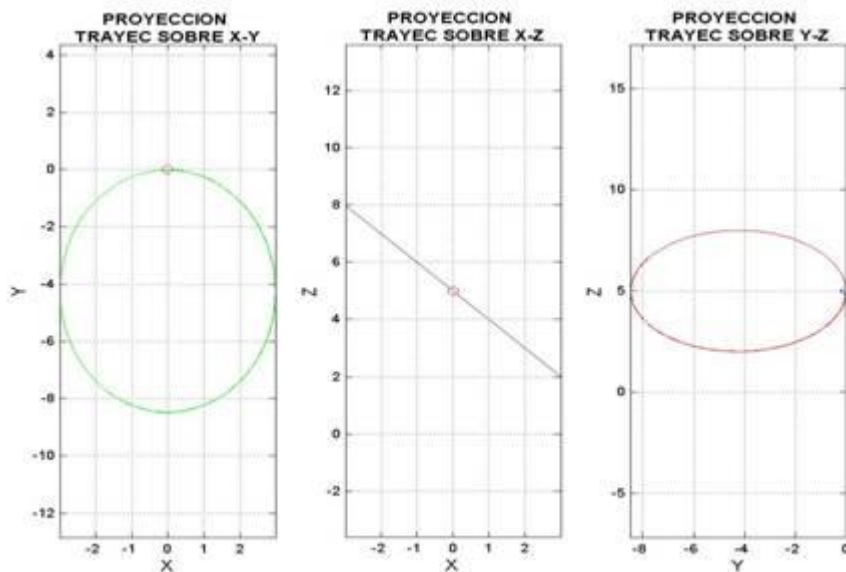 PROYECCION
TRAYEC SOBRE X-Y
4
2
0
-2
-4
-6
-8
-10
-12
Y
-2 -1 0 1 2
X
PROYECCION
TRAYEC SOBRE X-Z
12
10
8
6
4
2
0
-2
Z
-2 -1 0 1 2
X
PROYECCION
TRAYEC SOBRE Y-Z
15
10
5
0
-5
Z
-8 -6 -4 -2 0
Y